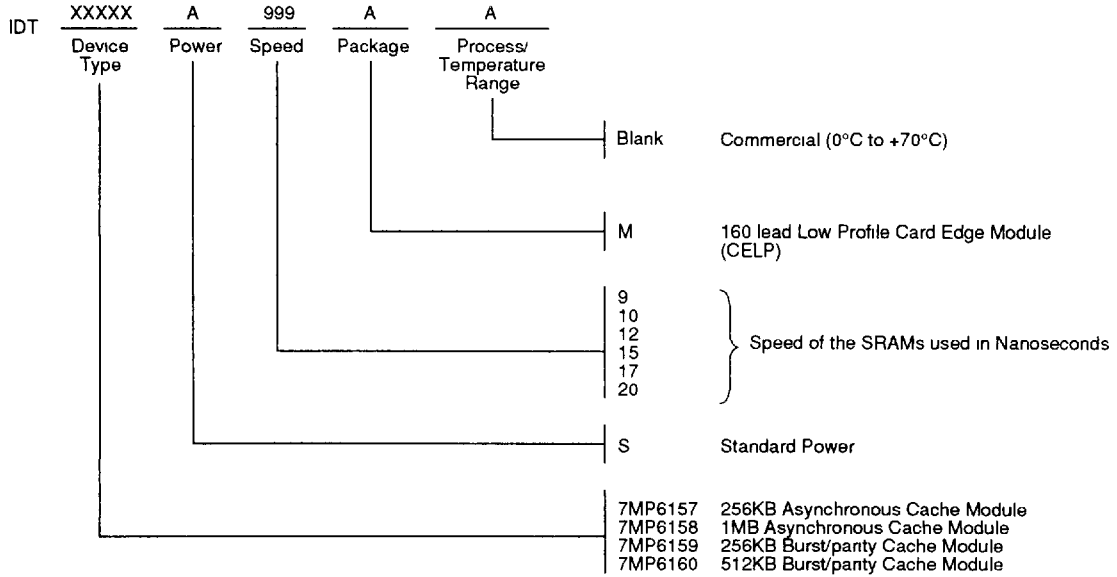 IDT XXXXX A 999 A A
Device Type Power Speed Package Process/ Temperature Range
Blank Commercial (0°C to +70°C)
M 160 lead Low Profile Card Edge Module
(CELP)
9
10
12
15
17
20
Speed of the SRAMs used in Nanoseconds
S Standard Power
7MP6157 256KB Asynchronous Cache Module
7MP6158 1MB Asynchronous Cache Module
7MP6159 256KB Burst/parity Cache Module
7MP6160 512KB Burst/parity Cache Module